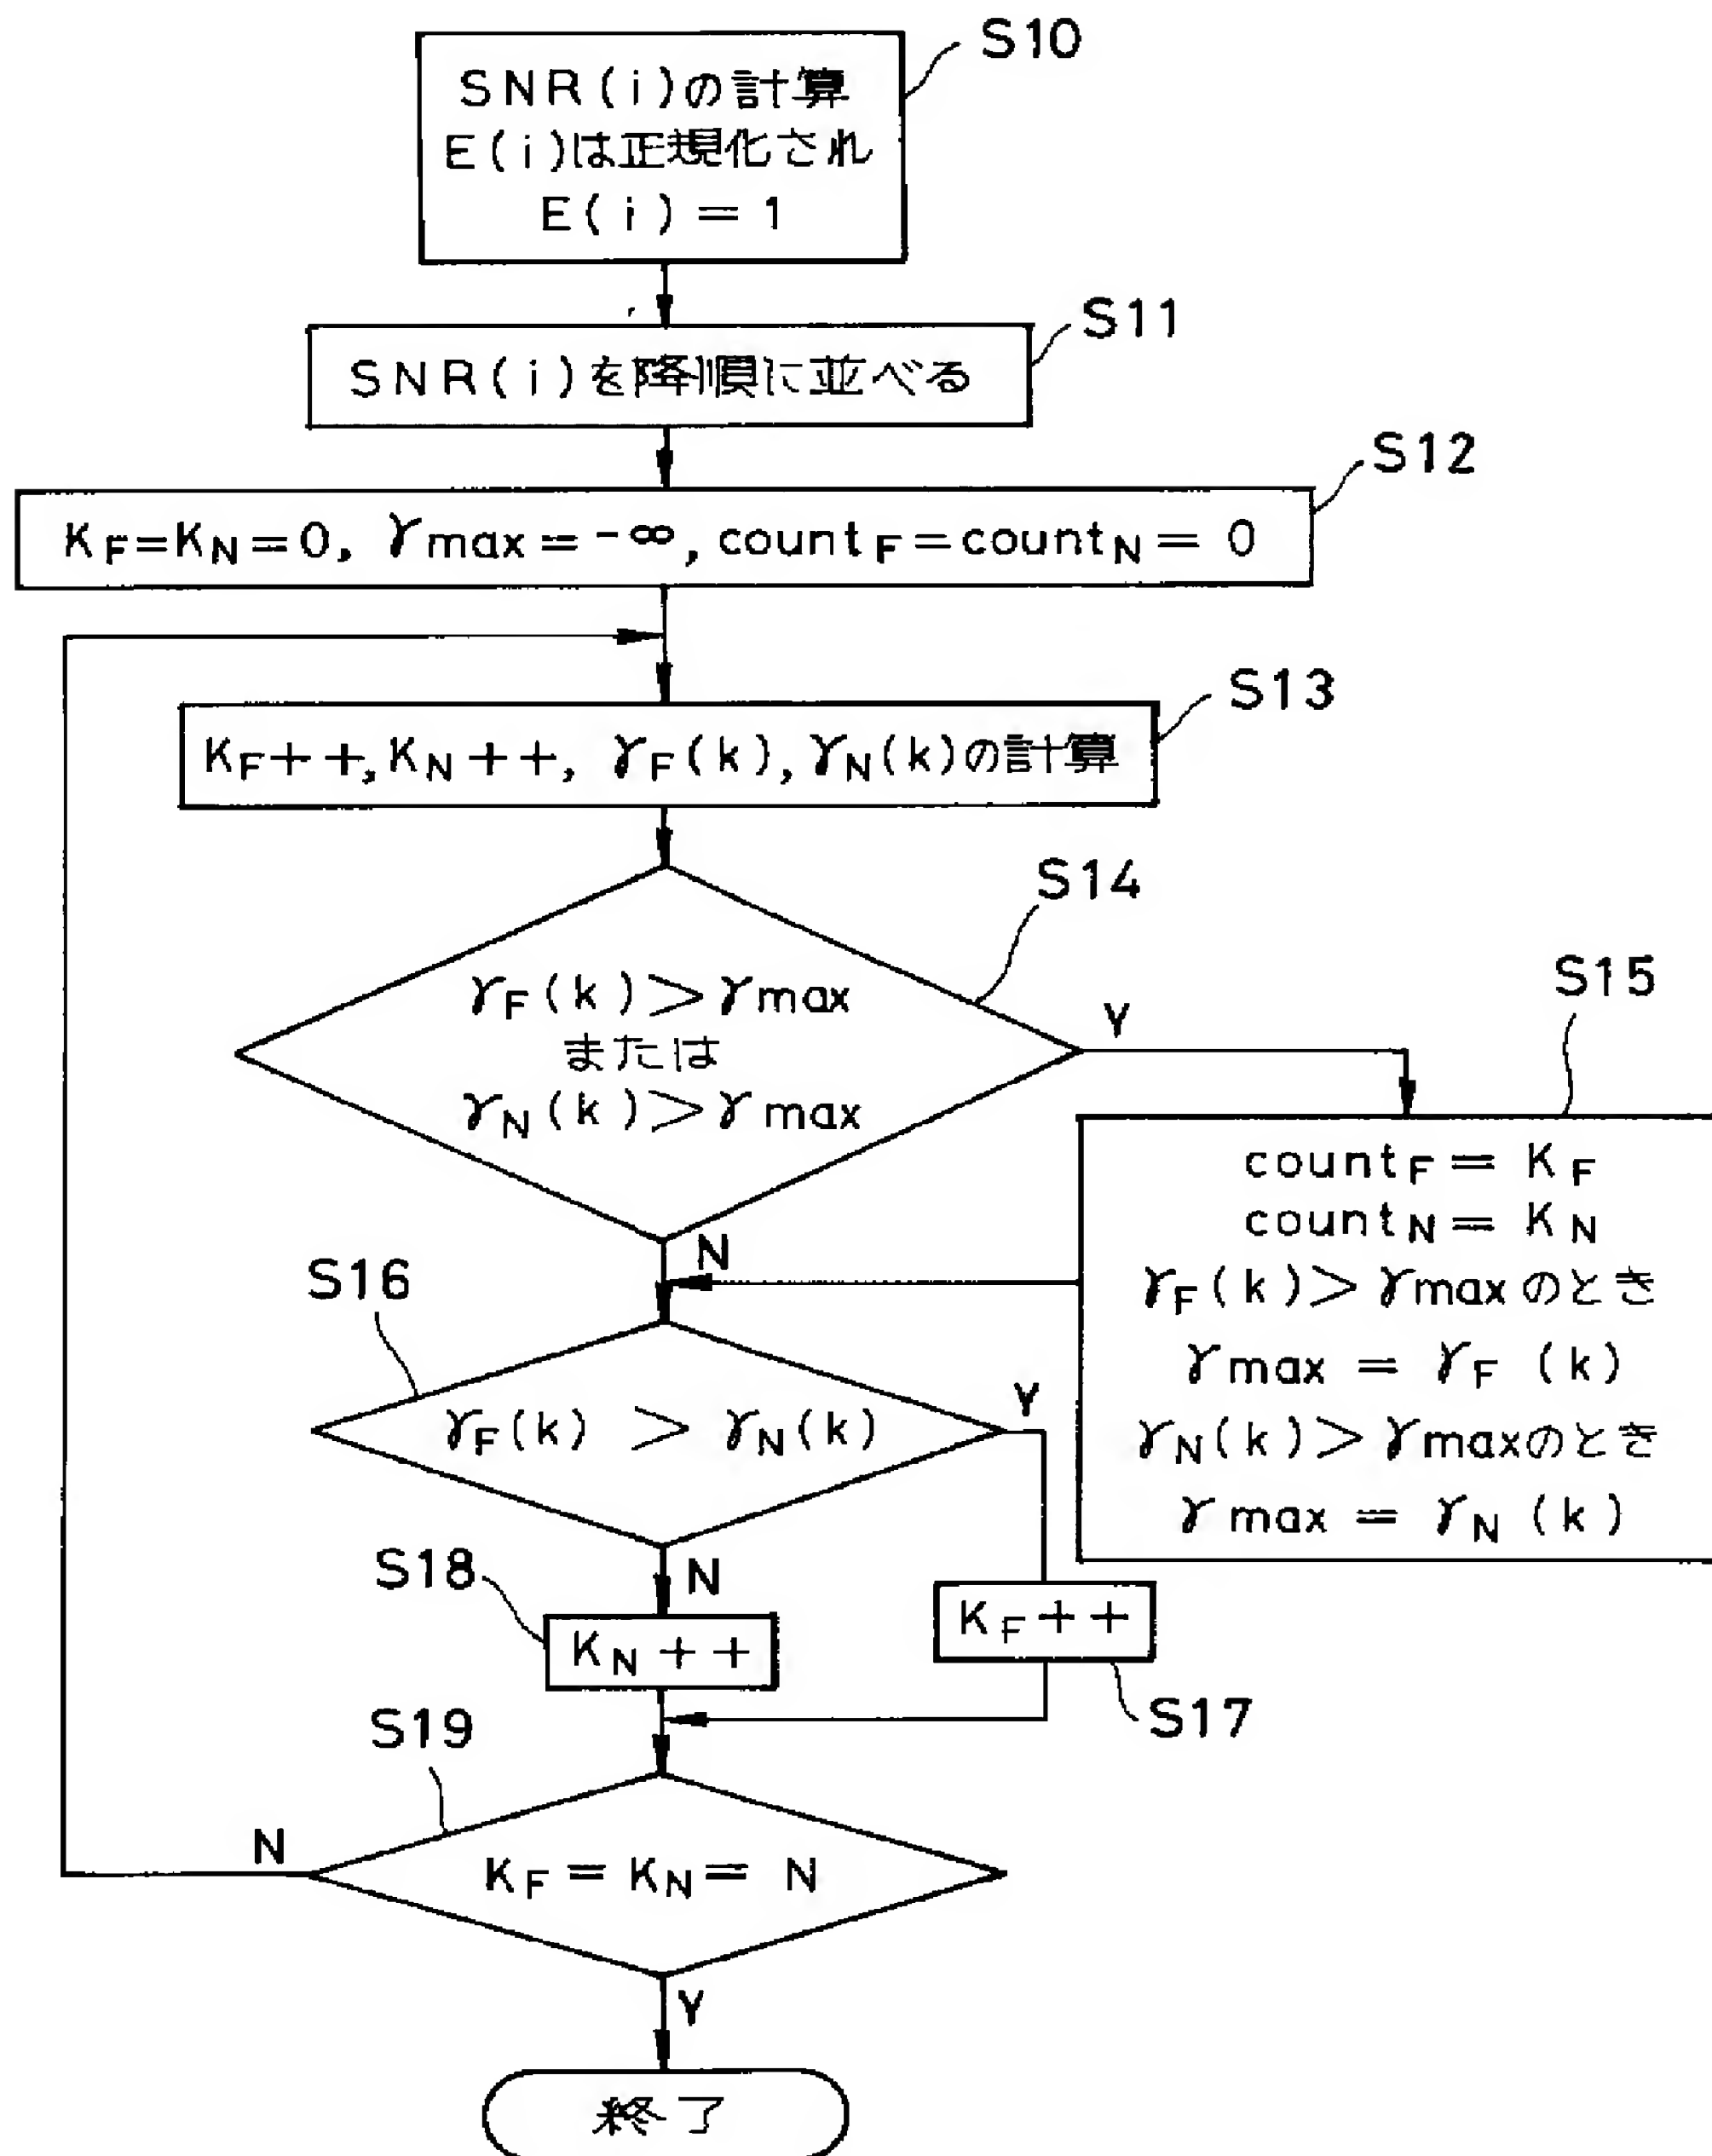 S10
SNR(i)の計算
E(i)は正規化され
E(i)=1
S11
SNR(i)を降順に並べる
S12
KF=KN=0, γmax=-∞, countF=countN=0
S13
KF++, KN++, γF(k), γN(k)の計算
S14
γF(k)>γmax
または
γN(k)>γmax
Y
N
S15
countF=KF
countN=KN
γF(k)>γmaxのとき
γmax=γF(k)
γN(k)>γmaxのとき
γmax=γN(k)
S16
γF(k) > γN(k)
Y
N
S18
KN++
KF++
S17
S19
KF=KN=N
N
Y
終了